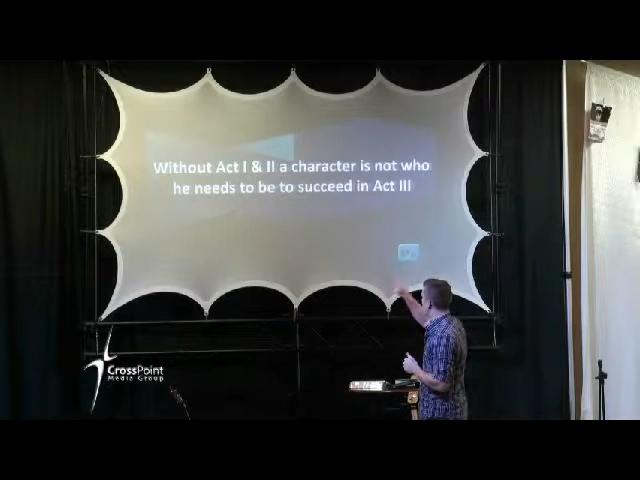 Without Act I & II a character is not who
he needs to be to succeed in Act III
CrossPoint
Media Group